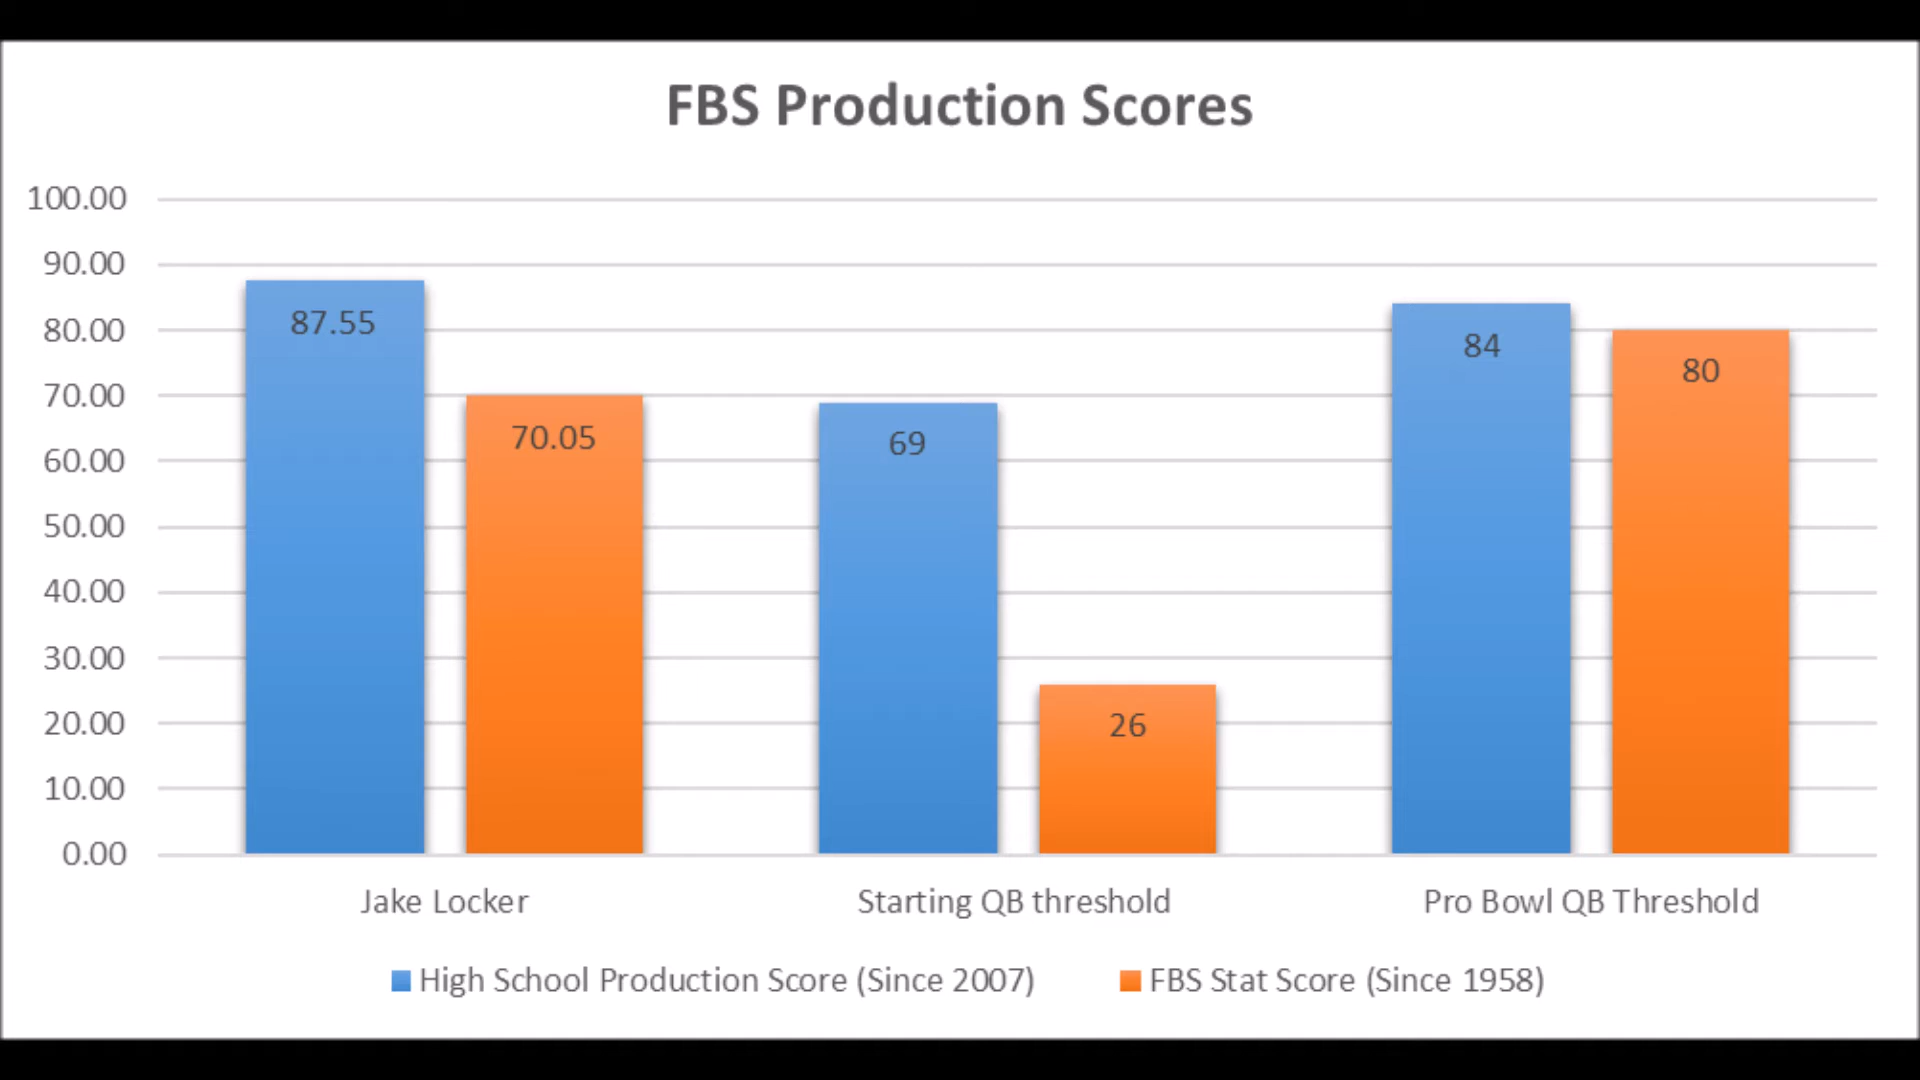 FBS Production Scores
100.00
90.00
80.00
70.00
60.00
50.00
40.00
30.00
20.00
10.00
0.00
87.55
70.05
69
26
84
80
Jake Locker
Starting QB threshold
Pro Bowl QB Threshold
High School Production Score (Since 2007)
FBS Stat Score (Since 1958)